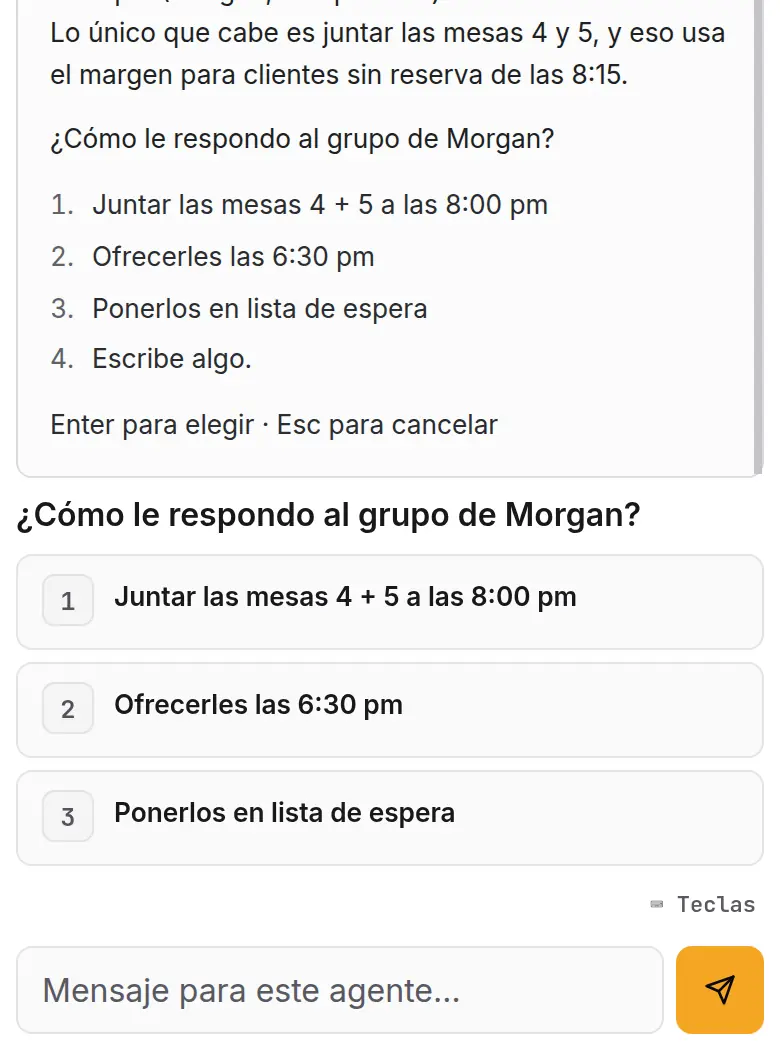 Lo único que cabe es juntar las mesas 4 y 5, y eso usa
el margen para clientes sin reserva de las 8:15.
¿Cómo le respondo al grupo de Morgan?
1. Juntar las mesas 4 + 5 a las 8:00 pm
2. Ofrecerles las 6:30 pm
3. Ponerlos en lista de espera
4. Escribe algo.
Enter para elegir · Esc para cancelar
¿Cómo le respondo al grupo de Morgan?
1 Juntar las mesas 4 + 5 a las 8:00 pm
2 Ofrecerles las 6:30 pm
3 Ponerlos en lista de espera
Teclas
Mensaje para este agente...